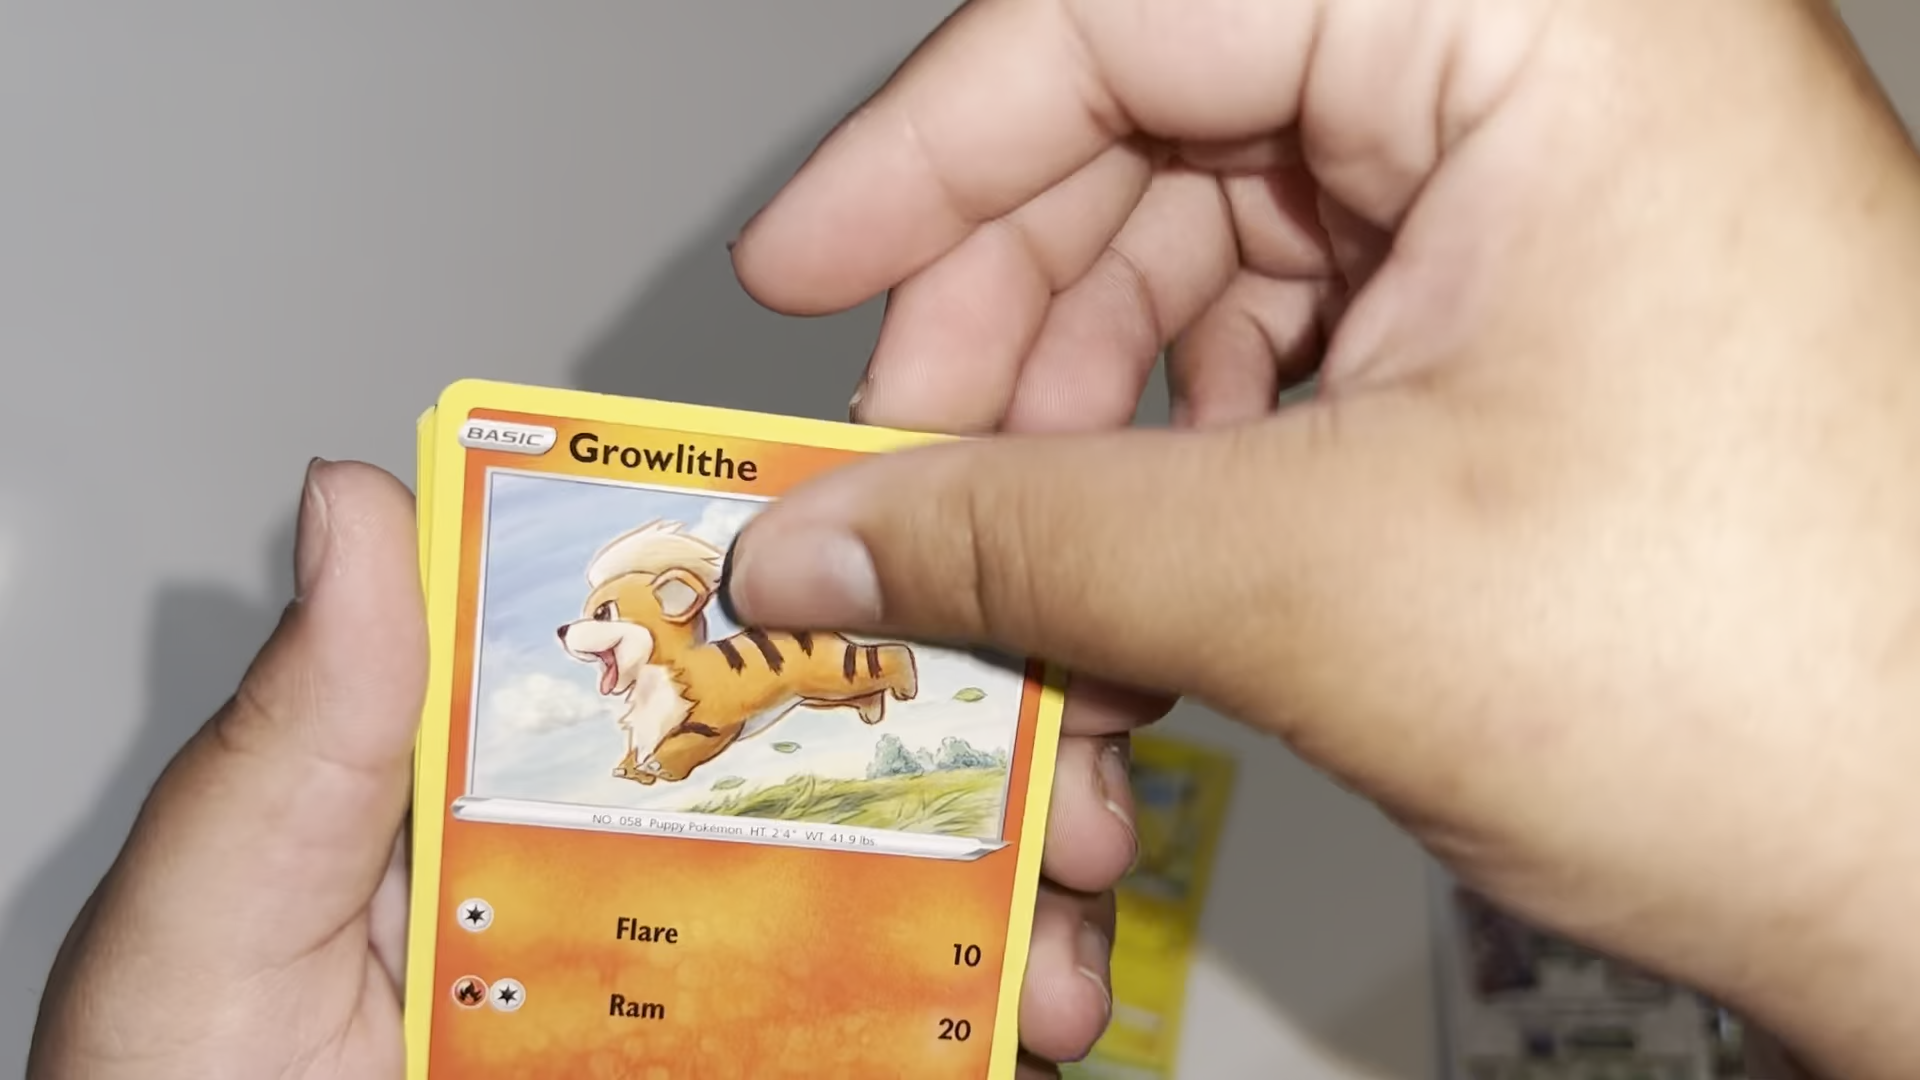 BASIC Growlithe
NO. 058 Puppy Pokémon HT 2'4" WT 41.9 lbs.
Flare 10
Ram 20